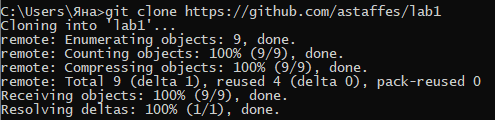 C:\Users\Яна>git clone https://github.com/astaffes/lab1
Cloning into 'lab1'...
remote: Enumerating objects: 9, done.
remote: Counting objects: 100% (9/9), done.
remote: Compressing objects: 100% (9/9), done.
remote: Total 9 (delta 1), reused 4 (delta 0), pack-reused 0
Receiving objects: 100% (9/9), done.
Resolving deltas: 100% (1/1), done.